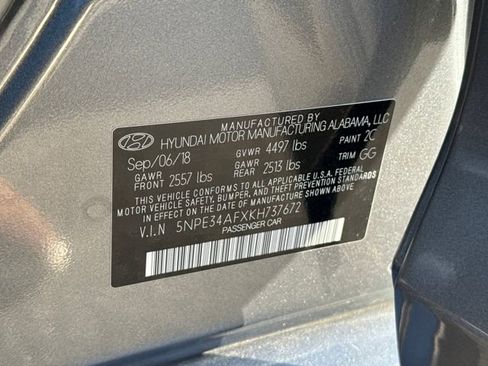 MANUFACTURED BY
HYUNDAI MOTOR MANUFACTURING ALABAMA, LLC
Sep/06/18 GVWR 4497 lbs PAINT 2C
GAWR FRONT 2557 lbs GAWR REAR 2513 lbs TRIM GG
THIS VEHICLE CONFORMS TO ALL APPLICABLE U.S.A. FEDERAL
MOTOR VEHICLE SAFETY, BUMPER, AND THEFT PREVENTION STANDARDS
IN EFFECT ON THE DATE OF MANUFACTURE SHOWN ABOVE.
V.I.N 5NPE34AFXKH737672
PASSENGER CAR